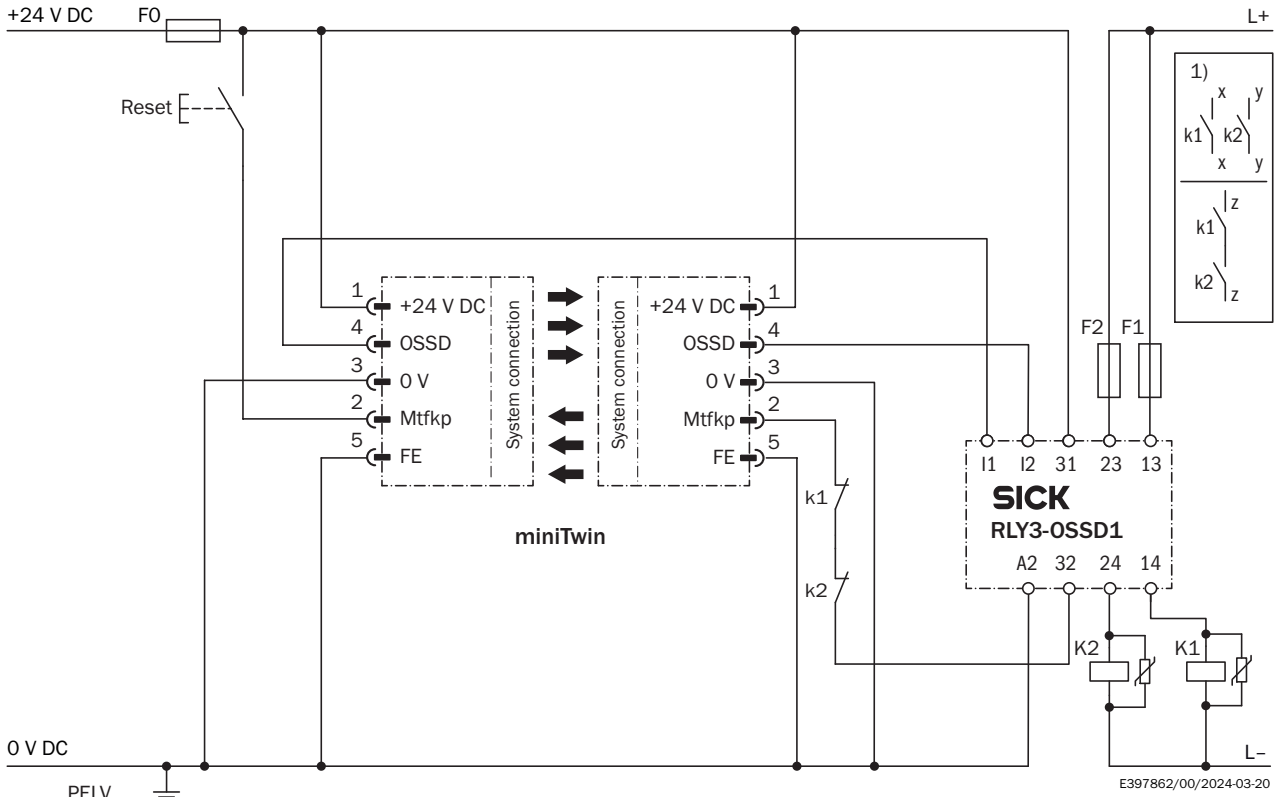 +24 V DC
F0
L+
Reset
1)
x
y
k1
k2
x
y
z
k1
k2
z
F2
F1
1
+24 V DC
4
OSSD
3
0 V
2
Mtfkp
5
FE
System connection
System connection
+24 V DC
1
OSSD
4
0 V
3
Mtfkp
2
FE
5
miniTwin
k1
k2
I1
I2
31
23
13
SICK
RLY3-OSSD1
A2
32
24
14
K2
K1
0 V DC
L–
PELV
E397862/00/2024-03-20